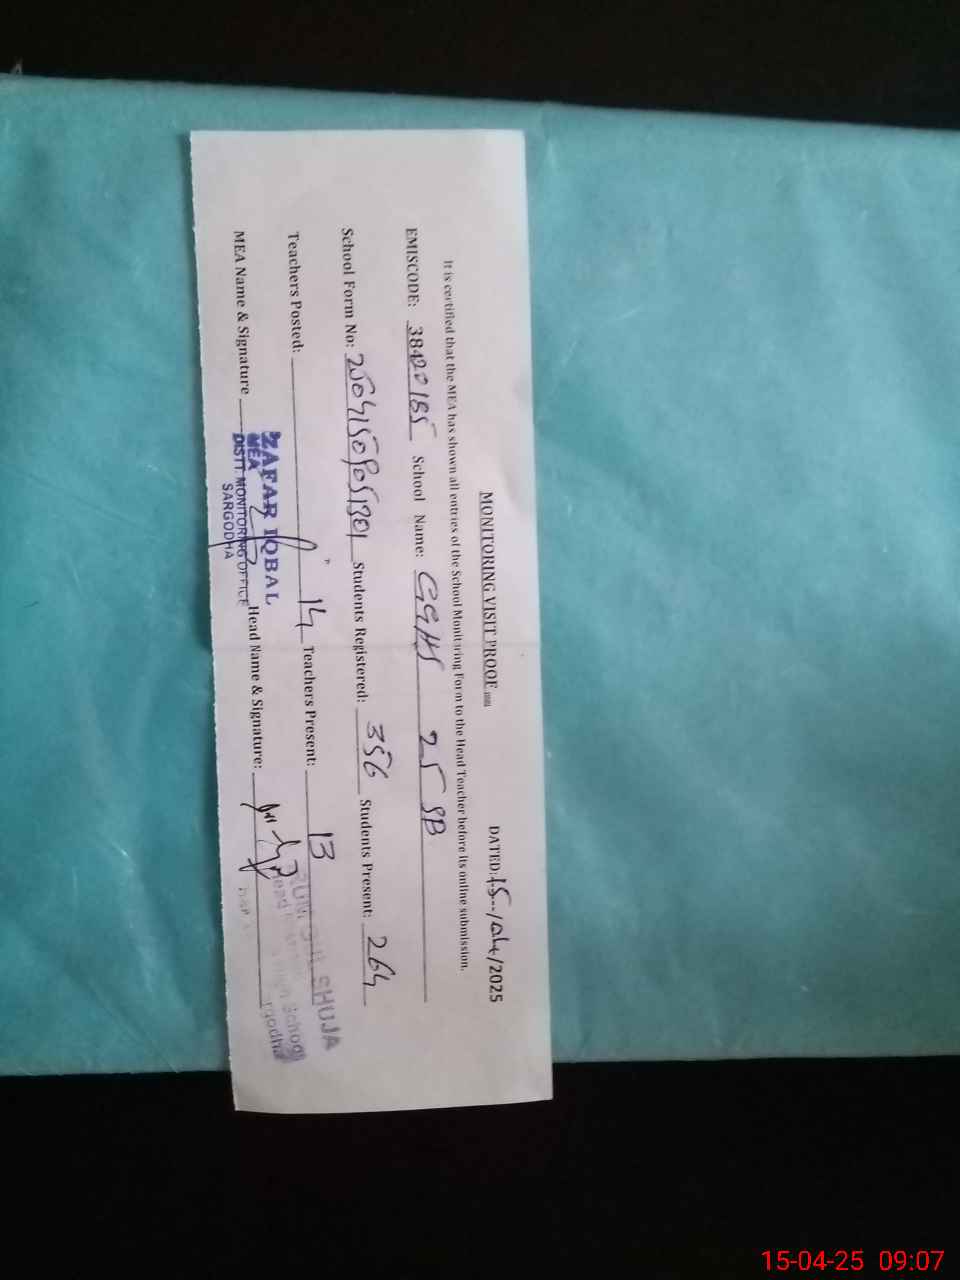 MONITORING VISIT PROOF DATED: 15-/04/2025
It is certified that the MEA has shown all entries of the School Monitoring Form to the Head Teacher before its online submission.
EMISCODE: 38420185 School Name: GGHS 25 SB
School Form No: Students Registered: 356 Students Present: 264
Teachers Posted: 14 Teachers Present: 13
MEA Name & Signature Head Name & Signature:
ZAFAR IQBAL
MEA
DISTT. MONITORING OFFICE
SARGODHA
SHUJA
High School
15-04-25 09:07